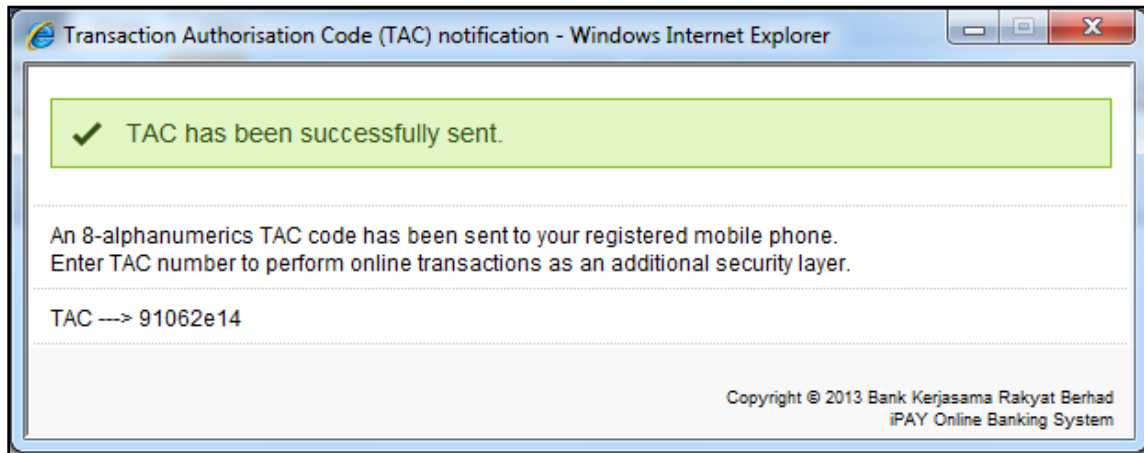 Transaction Authorisation Code (TAC) notification - Windows Internet Explorer
TAC has been successfully sent.
An 8-alphanumerics TAC code has been sent to your registered mobile phone.
Enter TAC number to perform online transactions as an additional security layer.
TAC ---> 91062e14
Copyright © 2013 Bank Kerjasama Rakyat Berhad
iPAY Online Banking System